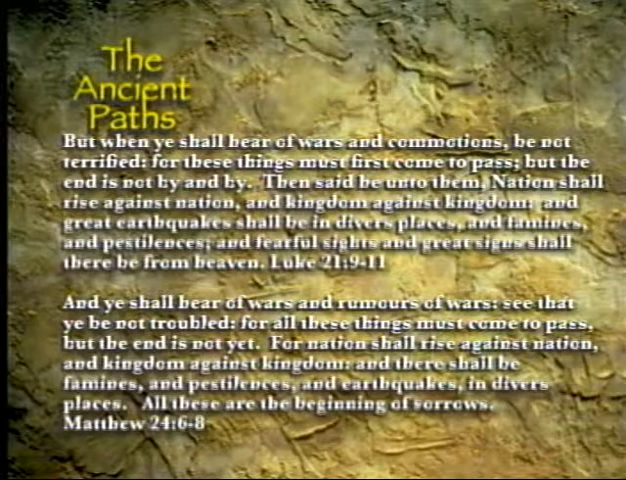 The
Ancient
Paths
But when ye shall hear of wars and commotions, be not
terrified: for these things must first come to pass; but the
end is not by and by. Then said he unto them, Nation shall
rise against nation, and kingdom against kingdom: and
great earthquakes shall be in divers places, and famines,
and pestilences; and fearful sights and great signs shall
there be from heaven. Luke 21:9-11
And ye shall hear of wars and rumours of wars: see that
ye be not troubled: for all these things must come to pass,
but the end is not yet. For nation shall rise against nation,
and kingdom against kingdom: and there shall be
famines, and pestilences, and earthquakes, in divers
places. All these are the beginning of sorrows.
Matthew 24:6-8